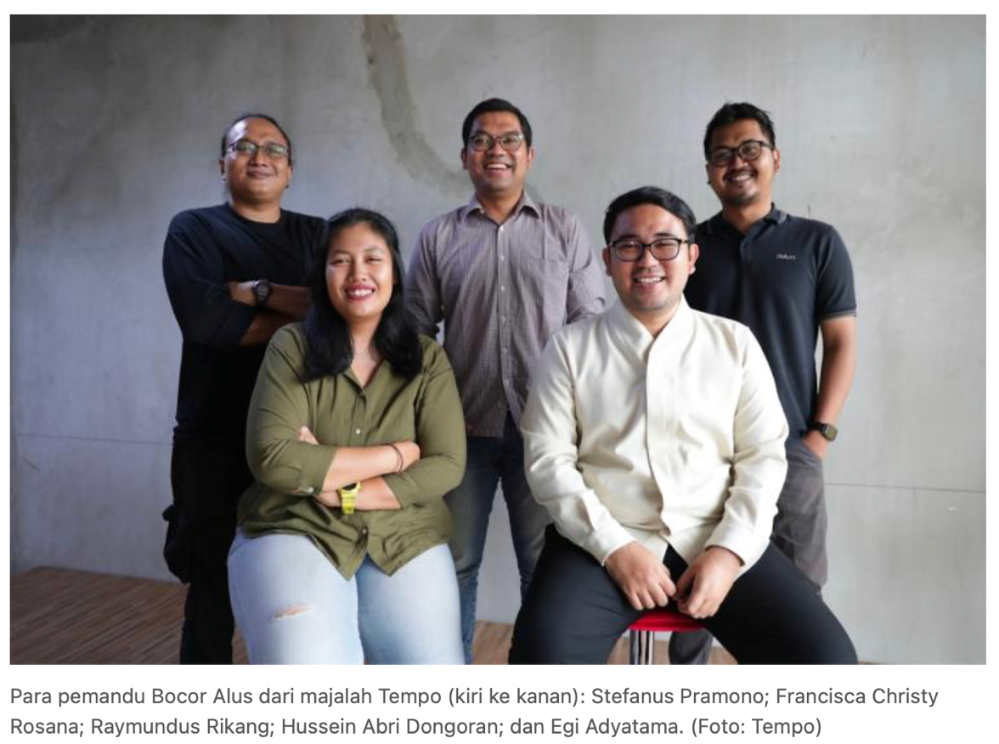 Para pemandu Bocor Alus dari majalah Tempo (kiri ke kanan): Stefanus Pramono; Francisca Christy
Rosana; Raymundus Rikang; Hussein Abri Dongoran; dan Egi Adyatama. (Foto: Tempo)